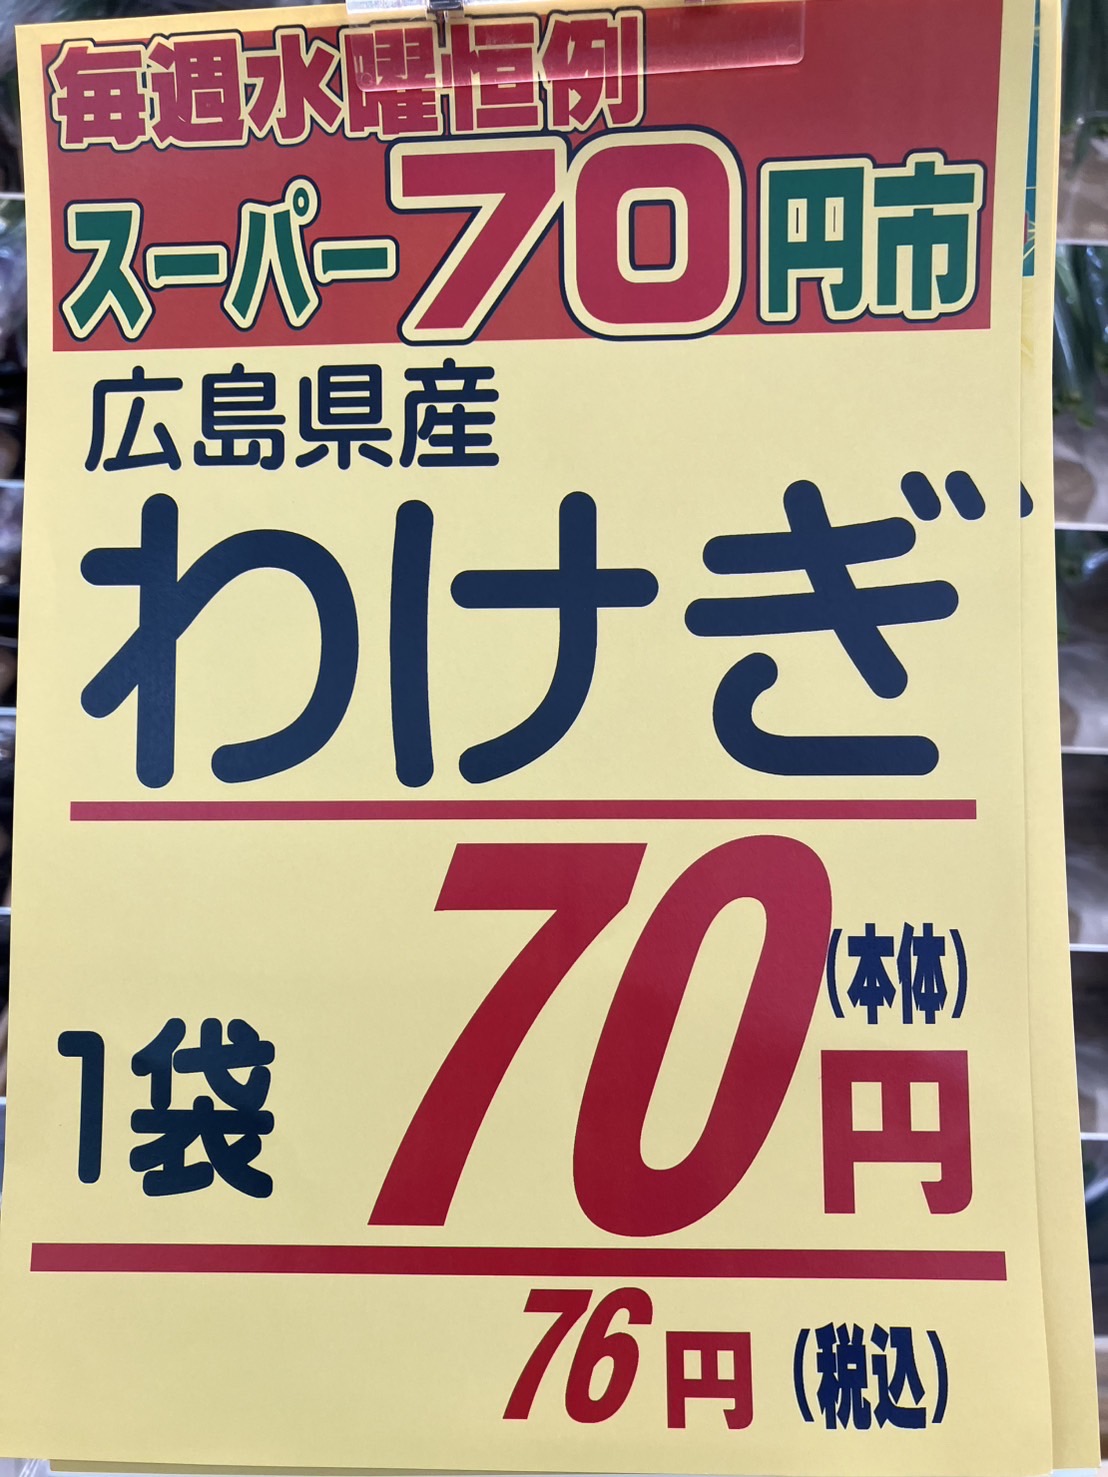 毎週水曜恒例
スーパー70円市
広島県産
わけぎ
1袋 70円(本体)
76円(税込)